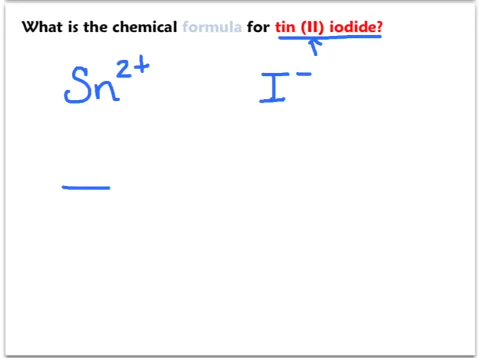 What is the chemical formula for tin (II) iodide?
Sn²⁺ I⁻